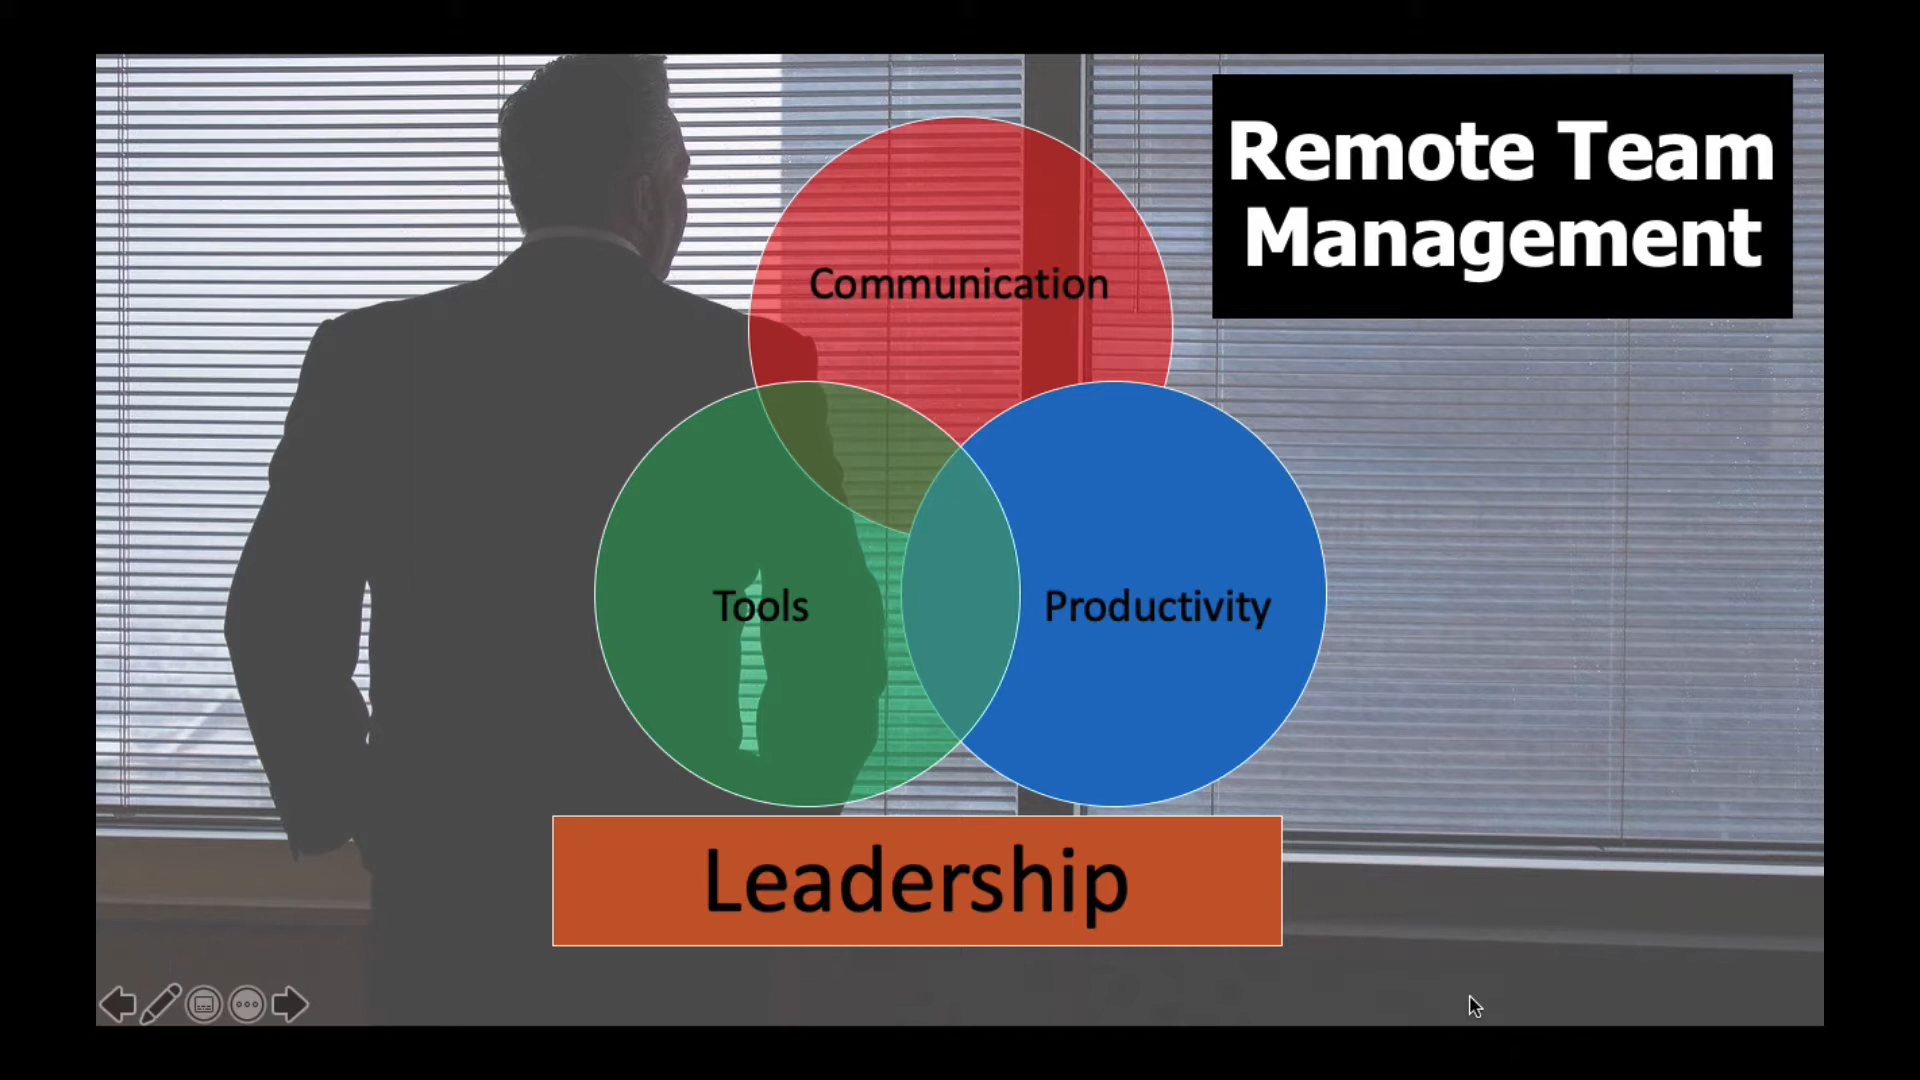 Remote Team
Management
Communication
Tools
Productivity
Leadership